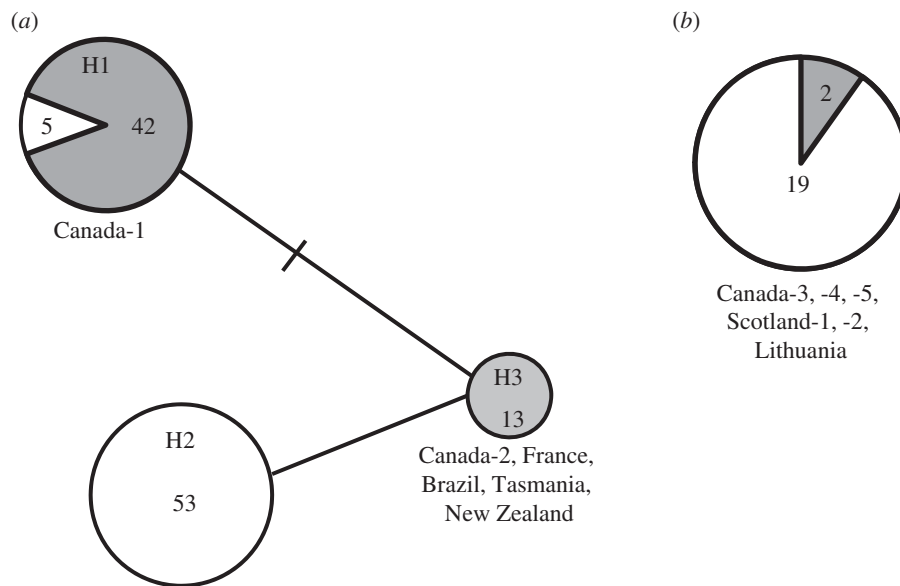 (a)
H1
5
42
Canada-1
H3
13
Canada-2, France,
Brazil, Tasmania,
New Zealand
H2
53
(b)
2
19
Canada-3, -4, -5,
Scotland-1, -2,
Lithuania